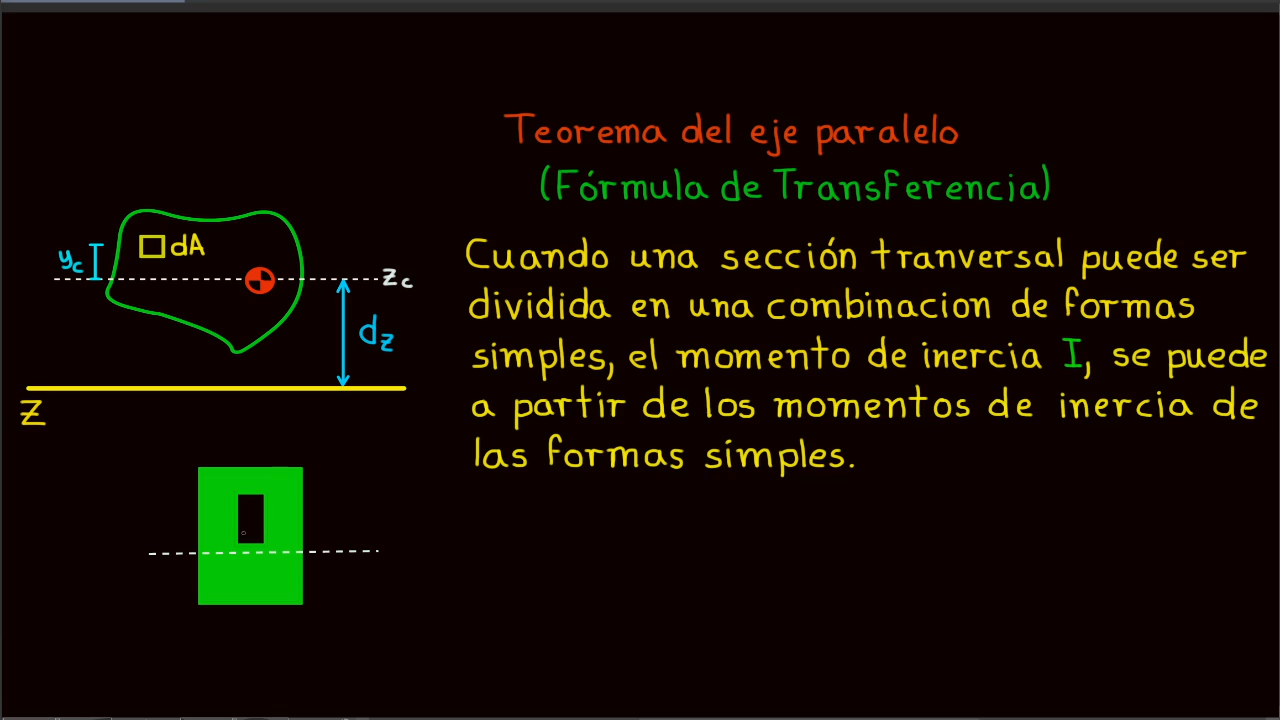 Teorema del eje paralelo
(Fórmula de Transferencia)
Cuando una sección tranversal puede ser
dividida en una combinacion de formas
simples, el momento de inercia I, se puede
a partir de los momentos de inercia de
las formas simples.
dA
yc
zc
dz
Z